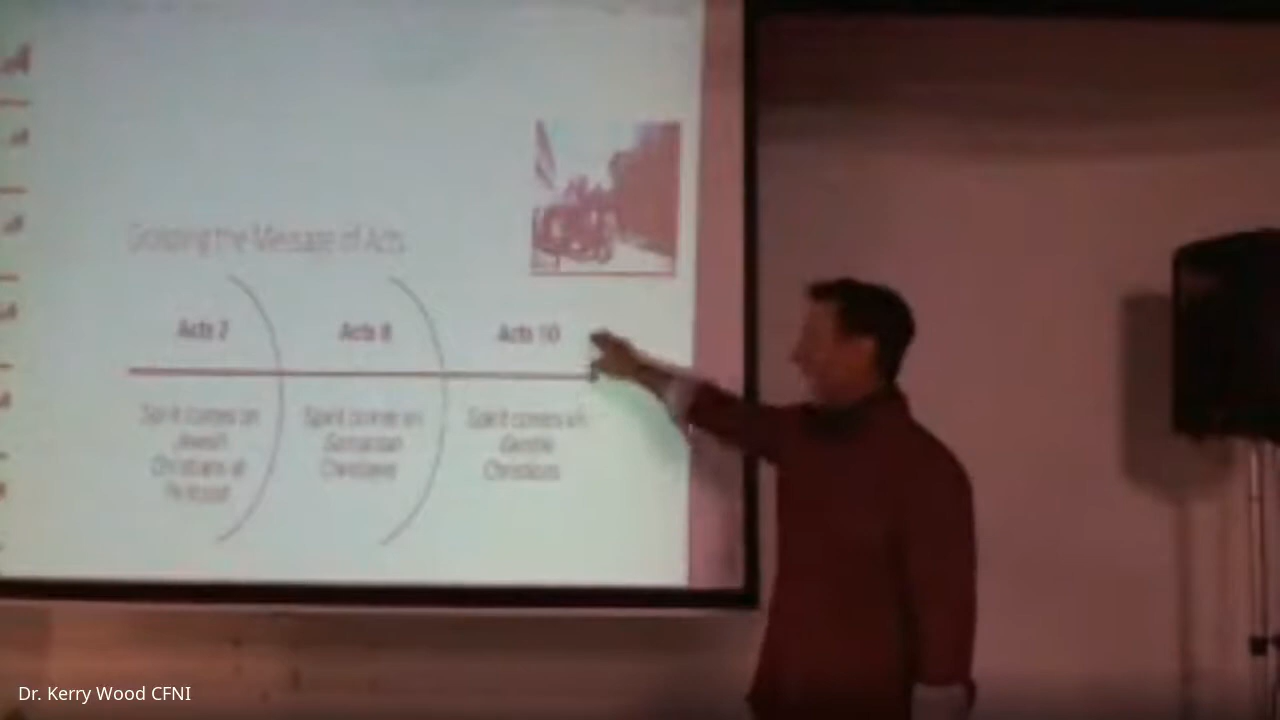 Grasping the Message of Acts
Acts 2
Acts 8
Acts 10
Spirit comes on
Jewish
Christians at
Pentecost
Spirit comes on
Samaritan
Christians
Spirit comes on
Gentile
Christians
Dr. Kerry Wood CFNI